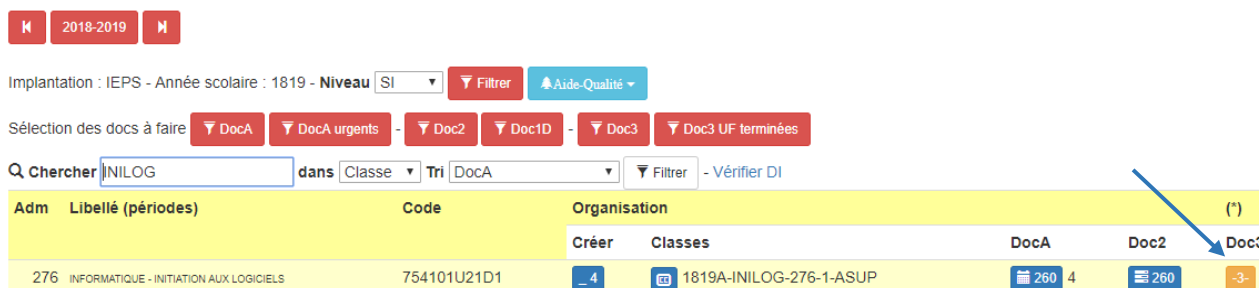 2018-2019
Implantation : IEPS - Année scolaire : 1819 - Niveau SI Filtrer Aide-Qualité
Sélection des docs à faire DocA DocA urgents - Doc2 Doc1D - Doc3 Doc3 UF terminées
Chercher INILOG dans Classe Tri DocA Filtrer - Vérifier DI
Adm Libellé (périodes) Code Organisation (*)
Créer Classes DocA Doc2 Doc3
276 INFORMATIQUE - INITIATION AUX LOGICIELS 754101U21D1 _ 4 CC 1819A-INILOG-276-1-ASUP 260 4 260 -3-